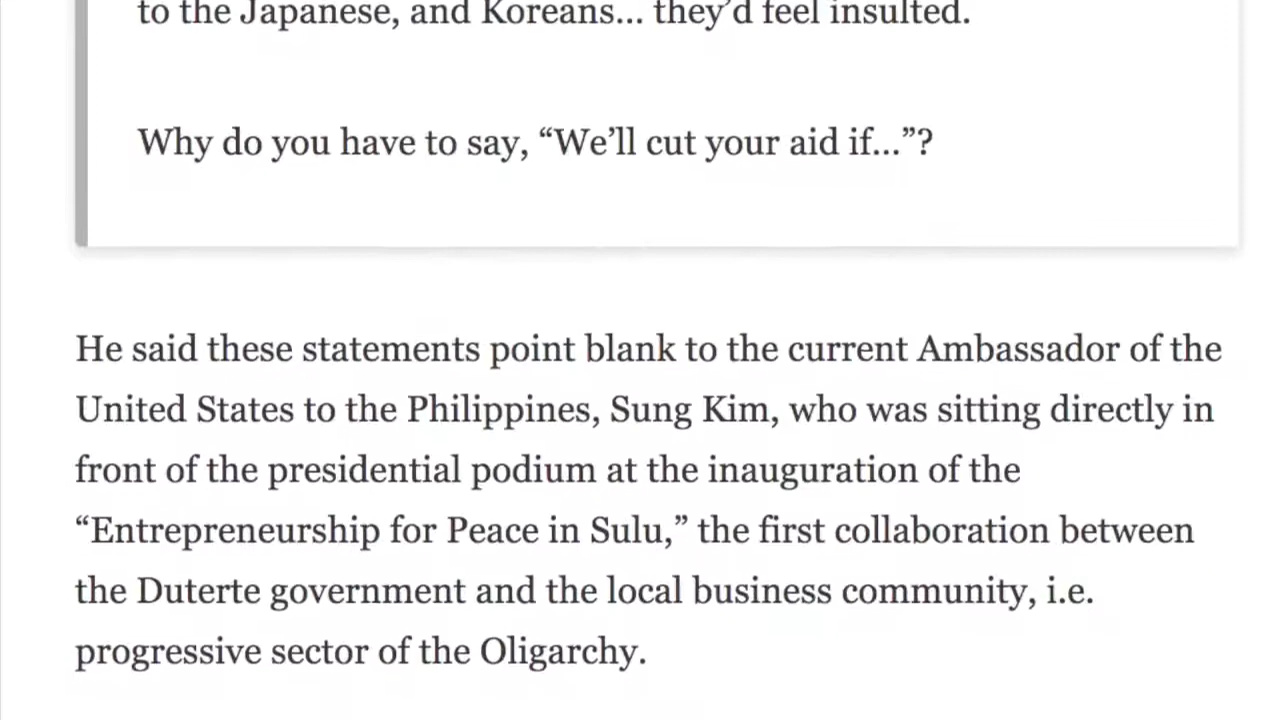 to the Japanese, and Koreans... they’d feel insulted.
Why do you have to say, “We’ll cut your aid if...”?
He said these statements point blank to the current Ambassador of the
United States to the Philippines, Sung Kim, who was sitting directly in
front of the presidential podium at the inauguration of the
“Entrepreneurship for Peace in Sulu,” the first collaboration between
the Duterte government and the local business community, i.e.
progressive sector of the Oligarchy.